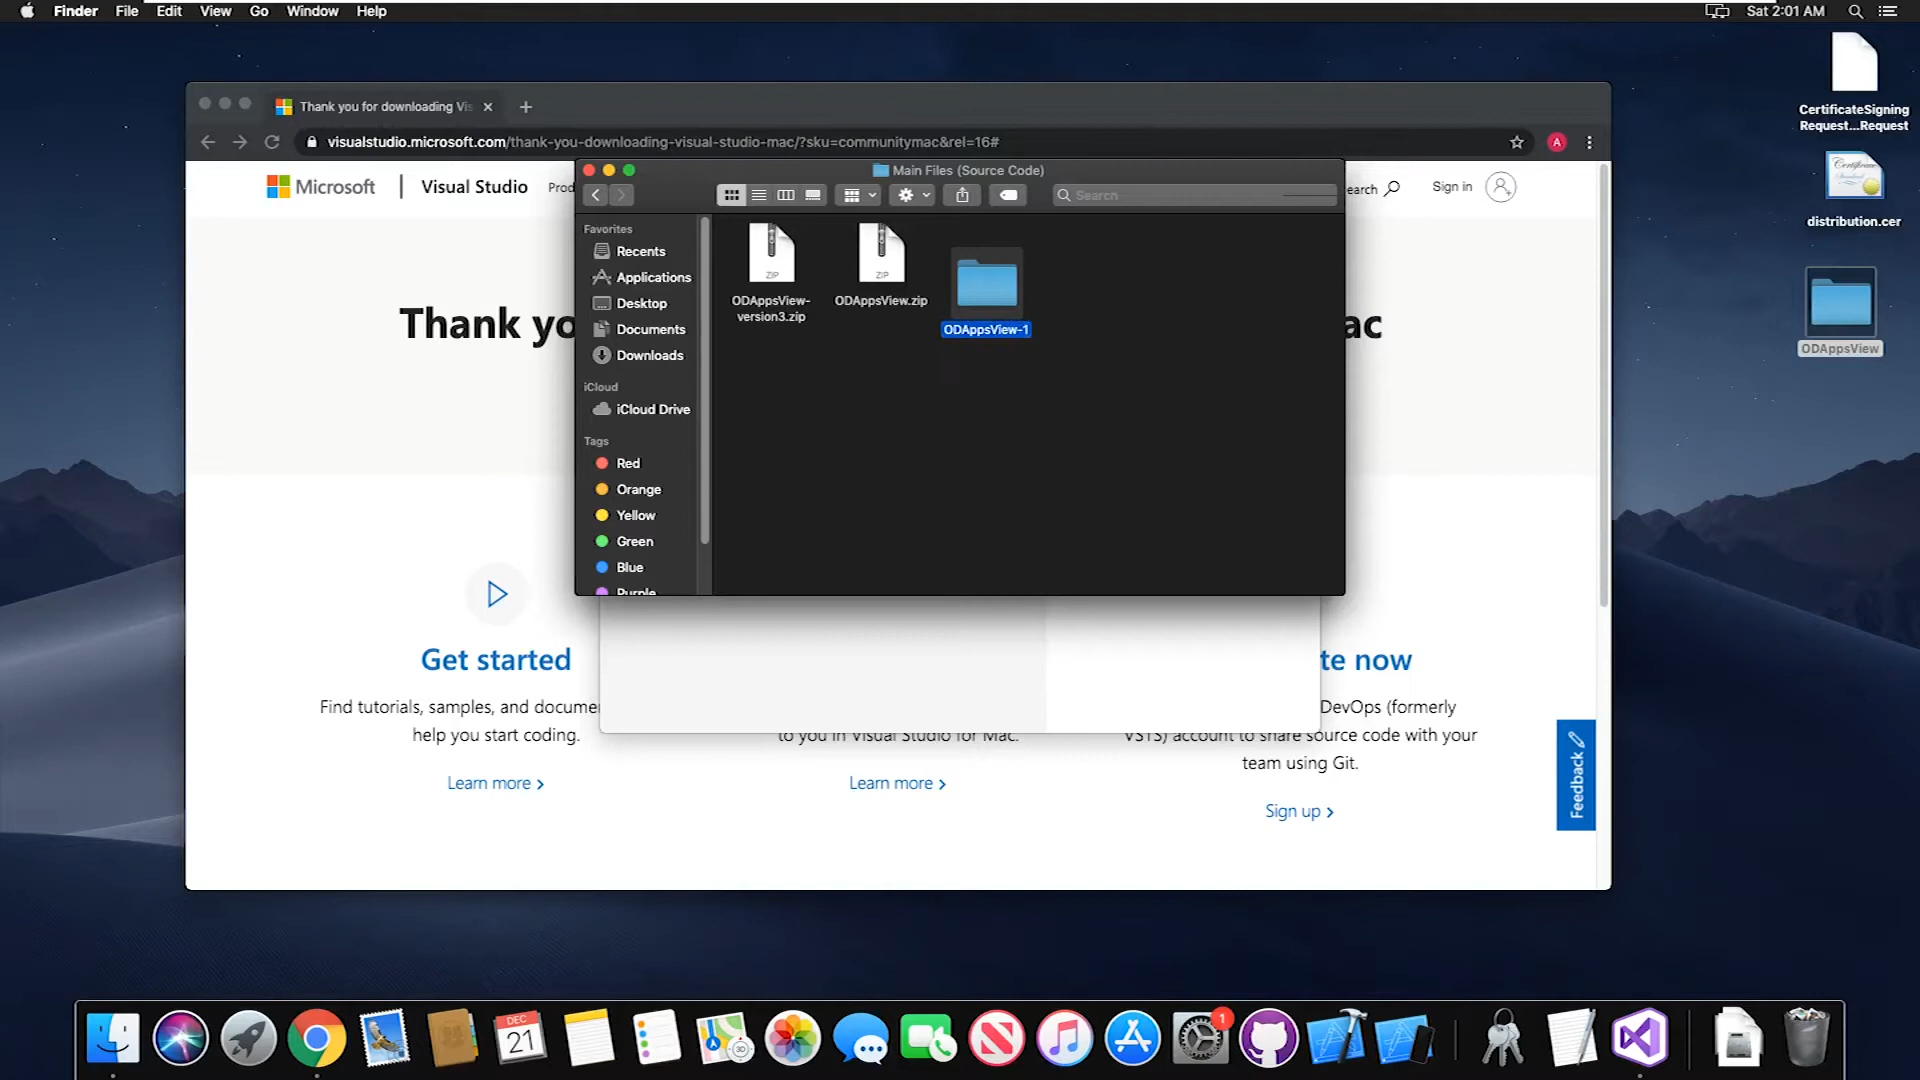 Finder File Edit View Go Window Help
Sat 2:01 AM
CertificateSigning
Request...Request
distribution.cer
ODAppsView
Thank you for downloading Vis
visualstudio.microsoft.com/thank-you-downloading-visual-studio-mac/?sku=communitymac&rel=16#
A
Microsoft | Visual Studio Prod
earch
Sign in
Main Files (Source Code)
Search
Favorites
Recents
Applications
Desktop
Documents
Downloads
iCloud
iCloud Drive
Tags
Red
Orange
Yellow
Green
Blue
Purple
ZIP
ODAppsView-
version3.zip
ZIP
ODAppsView.zip
ODAppsView-1
Thank yo
ac
Get started
Find tutorials, samples, and docume
help you start coding.
Learn more
to you in Visual Studio for Mac.
Learn more
te now
DevOps (formerly
VSTS) account to share source code with your
team using Git.
Sign up
Feedback
DEC
21
1